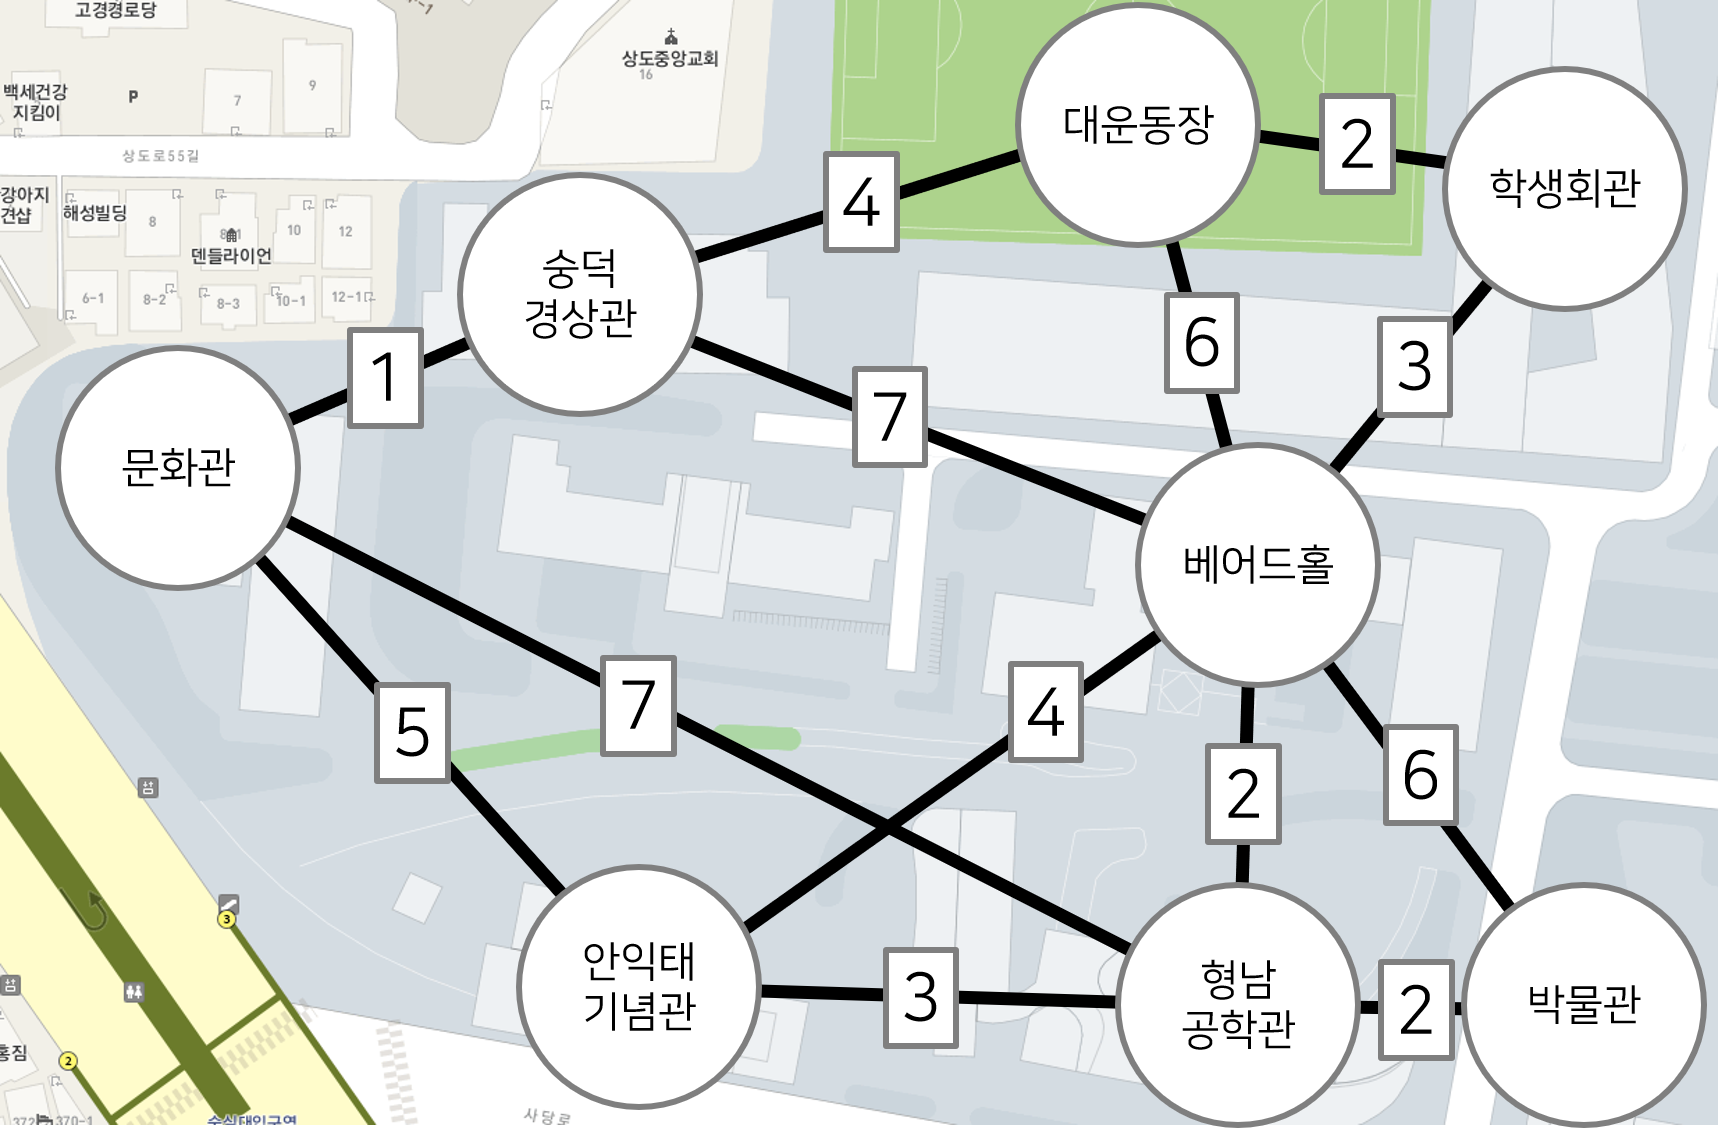 고경경로당
상도중앙교회
16
백세건강
지킴이
P
7
9
상도로55길
강아지
견샵
해성빌딩
8
덴들라이언
10
12
6-1
8-2
8-3
10-1
12-1
대운동장
2
학생회관
4
숭덕
경상관
6
3
1
7
문화관
베어드홀
5
7
4
2
6
안익태
기념관
3
형남
공학관
2
박물관
3
2
홍짐
372
370-1
숭실대입구역
사당로